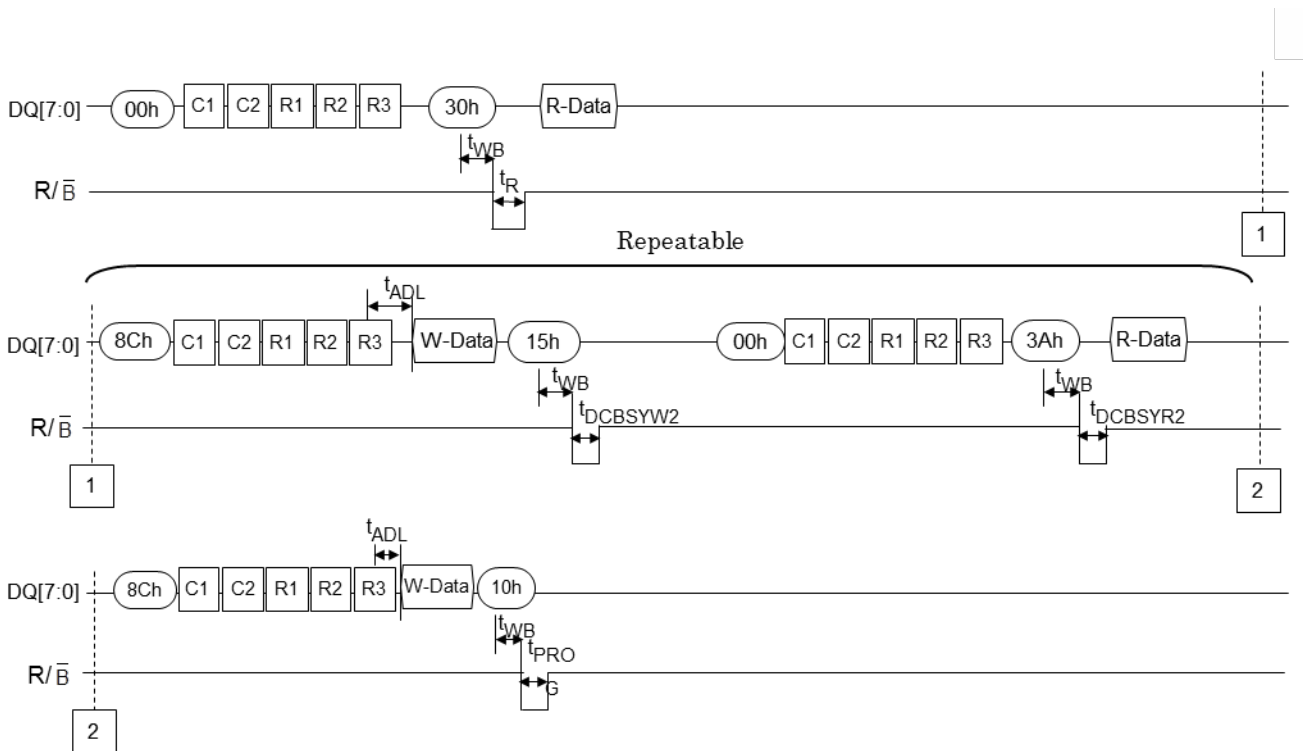 DQ[7:0] 00h C1 C2 R1 R2 R3 30h R-Data
tWB
tR
R/B̅
1
Repeatable
tADL
DQ[7:0] 8Ch C1 C2 R1 R2 R3 W-Data 15h 00h C1 C2 R1 R2 R3 3Ah R-Data
tWB tWB
tDCBSYW2 tDCBSYR2
R/B̅
1 2
tADL
DQ[7:0] 8Ch C1 C2 R1 R2 R3 W-Data 10h
tWB
tPRO
R/B̅ G
2